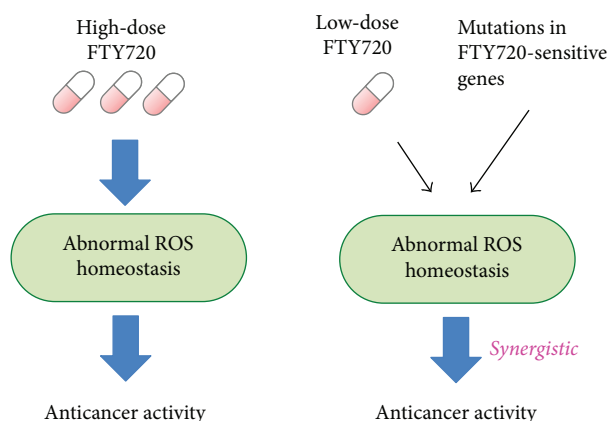 High-dose
FTY720
Abnormal ROS
homeostasis
Anticancer activity
Low-dose
FTY720
Mutations in
FTY720-sensitive
genes
Abnormal ROS
homeostasis
Synergistic
Anticancer activity